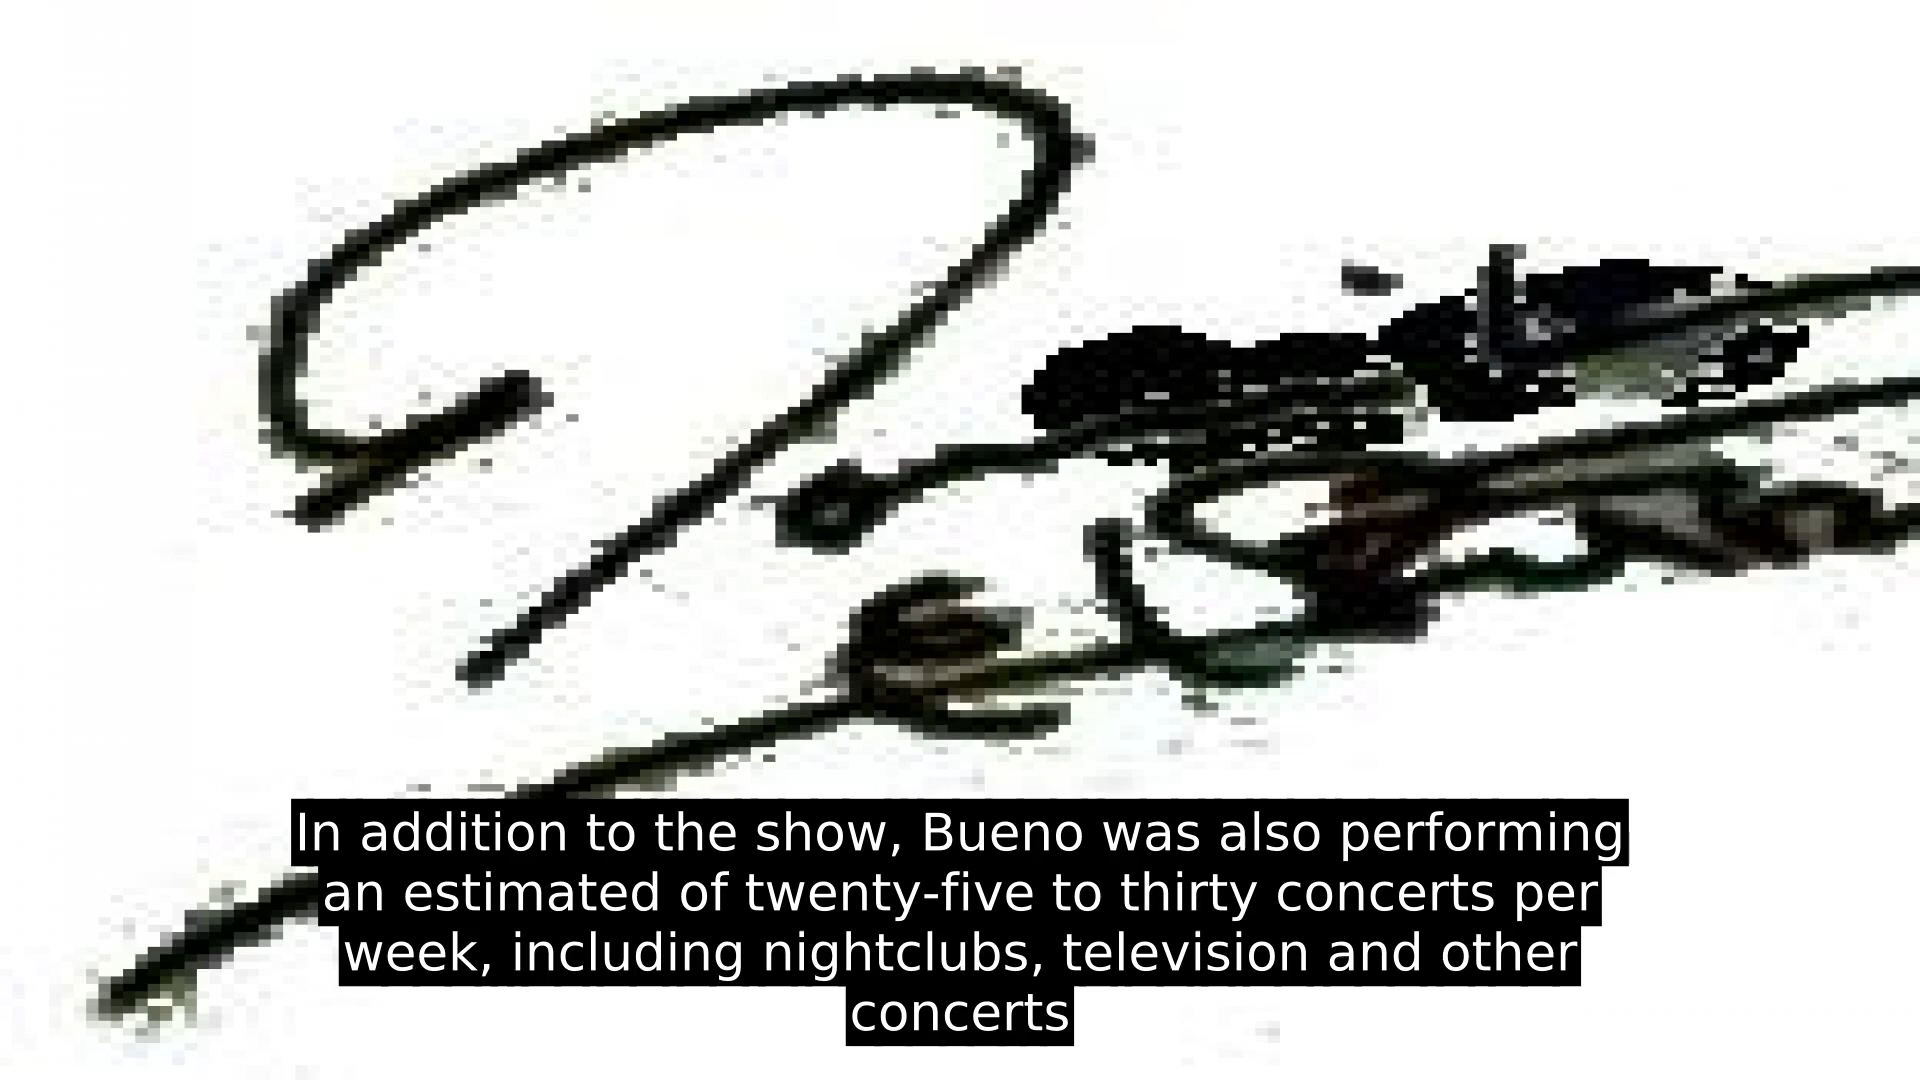 In addition to the show, Bueno was also performing
an estimated of twenty-five to thirty concerts per
week, including nightclubs, television and other
concerts